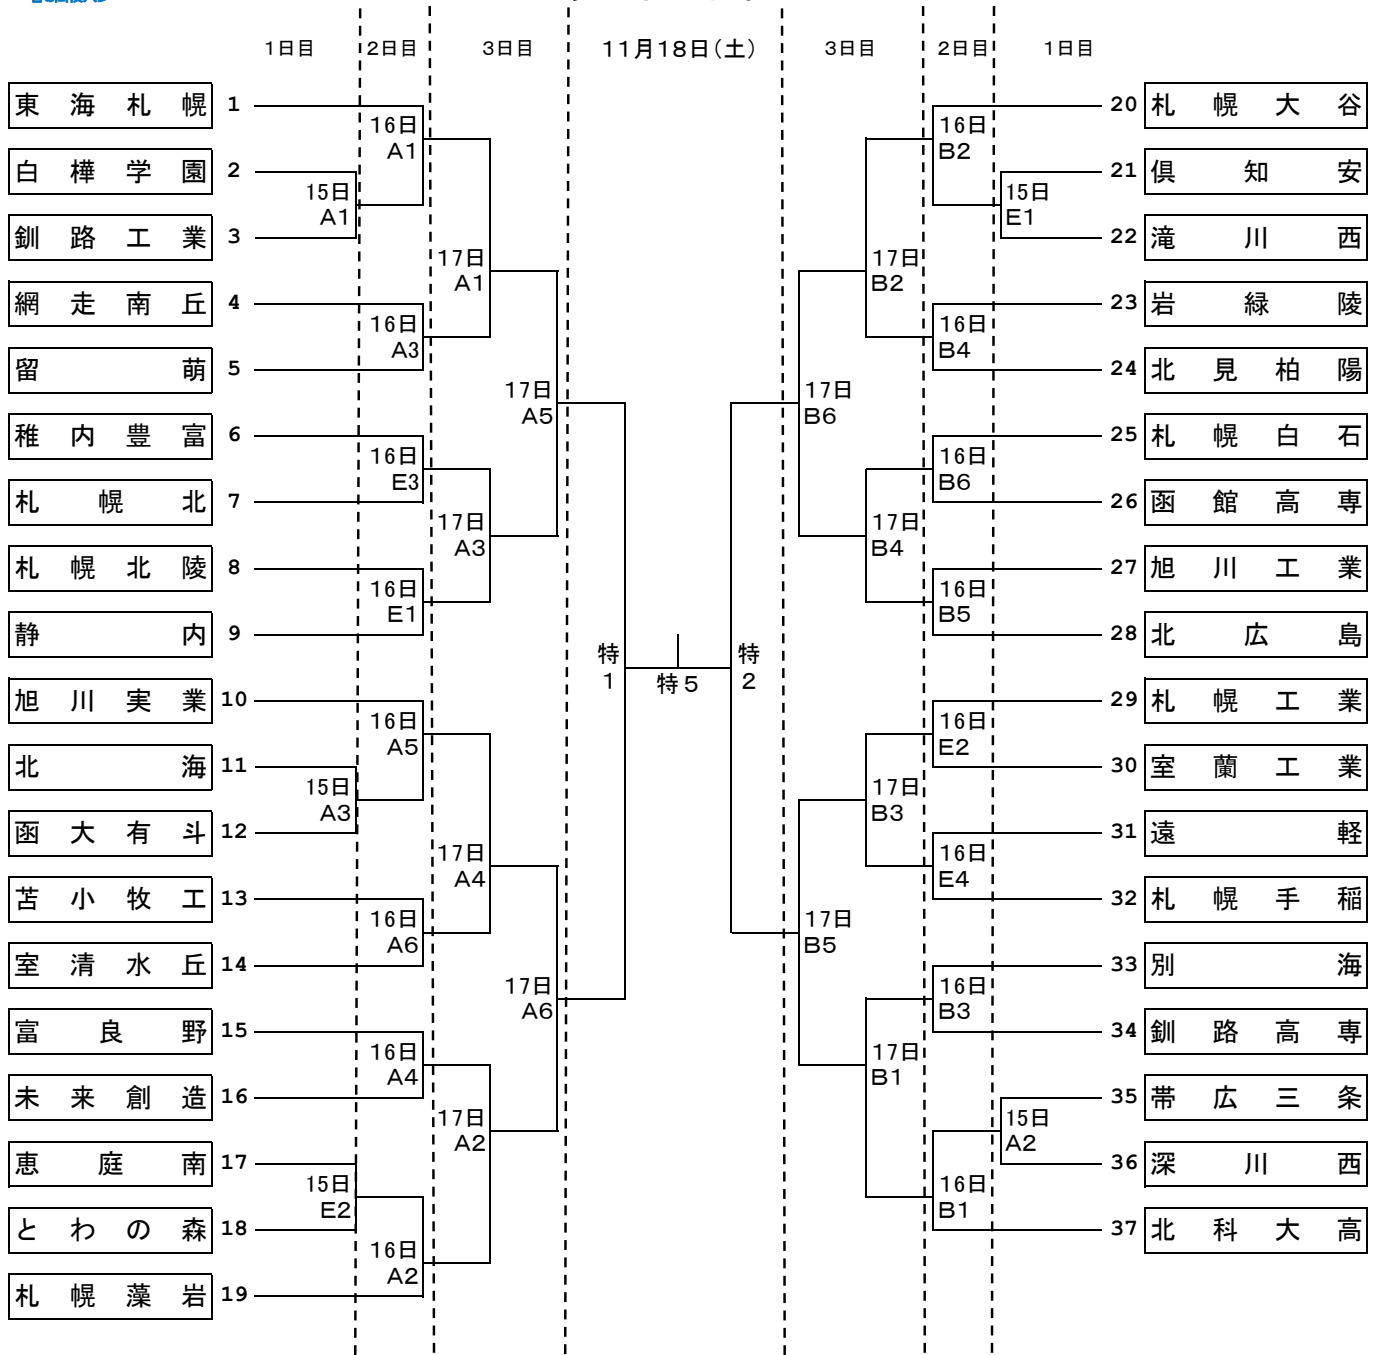 1日目 2日目 3日目 11月18日(土) 3日目 2日目 1日目
東海札幌 1
白樺学園 2
釧路工業 3
網走南丘 4
留萌 5
稚内豊富 6
札幌北 7
札幌北陵 8
静内 9
旭川実業 10
北海 11
函大有斗 12
苫小牧工 13
室清水丘 14
富良野 15
未来創造 16
恵庭南 17
とわの森 18
札幌藻岩 19
15日
A1
15日
A3
15日
E2
16日
A1
16日
A3
16日
E3
16日
E1
16日
A5
16日
A6
16日
A4
16日
A2
17日
A1
17日
A3
17日
A4
17日
A2
17日
A5
17日
A6
特
1
特5
特
2
17日
B6
17日
B5
17日
B2
17日
B4
17日
B3
17日
B1
16日
B2
16日
B4
16日
B6
16日
B5
16日
E2
16日
E4
16日
B3
16日
B1
15日
E1
15日
A2
20 札幌大谷
21 倶知安
22 滝川西
23 岩緑陵
24 北見柏陽
25 札幌白石
26 函館高専
27 旭川工業
28 北広島
29 札幌工業
30 室蘭工業
31 遠軽
32 札幌手稲
33 別海
34 釧路高専
35 帯広三条
36 深川西
37 北科大高